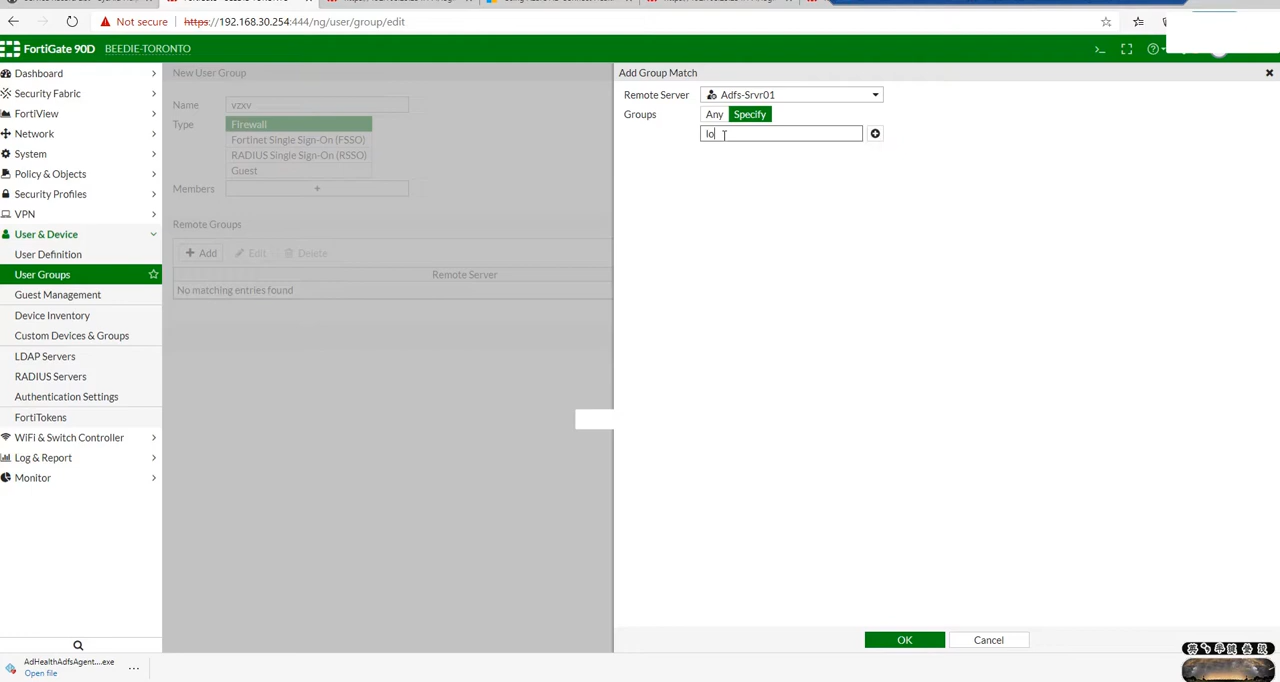 Not secure
https://192.168.30.254:444/ng/user/group/edit
FortiGate 90D
BEEDIE-TORONTO
Dashboard
Security Fabric
FortiView
Network
System
Policy & Objects
Security Profiles
VPN
User & Device
User Definition
User Groups
Guest Management
Device Inventory
Custom Devices & Groups
LDAP Servers
RADIUS Servers
Authentication Settings
FortiTokens
WiFi & Switch Controller
Log & Report
Monitor
New User Group
Name vzxv
Type Firewall
Fortinet Single Sign-On (FSSO)
RADIUS Single Sign-On (RSSO)
Guest
Members +
Remote Groups
+ Add Edit Delete
Remote Server
No matching entries found
Add Group Match
Remote Server Adfs-Srvr01
Groups Any Specify
lo
OK Cancel
AdHealthAdfsAgent....exe
Open file